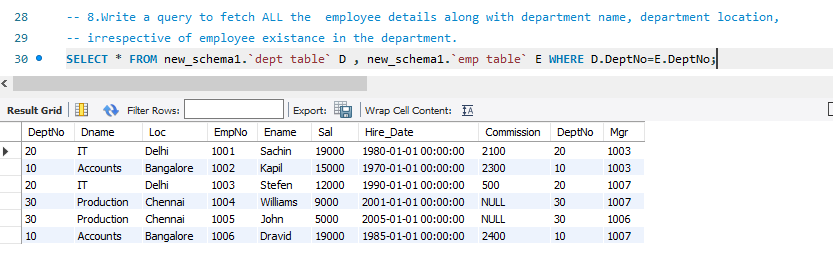 28 -- 8.Write a query to fetch ALL the employee details along with department name, department location,
29 -- irrespective of employee existance in the department.
30 SELECT * FROM new_schema1.`dept table` D , new_schema1.`emp table` E WHERE D.DeptNo=E.DeptNo;
Result Grid Filter Rows: Export: Wrap Cell Content:
DeptNo Dname Loc EmpNo Ename Sal Hire_Date Commission DeptNo Mgr
20 IT Delhi 1001 Sachin 19000 1980-01-01 00:00:00 2100 20 1003
10 Accounts Bangalore 1002 Kapil 15000 1970-01-01 00:00:00 2300 10 1003
20 IT Delhi 1003 Stefen 12000 1990-01-01 00:00:00 500 20 1007
30 Production Chennai 1004 Williams 9000 2001-01-01 00:00:00 NULL 30 1007
30 Production Chennai 1005 John 5000 2005-01-01 00:00:00 NULL 30 1006
10 Accounts Bangalore 1006 Dravid 19000 1985-01-01 00:00:00 2400 10 1007